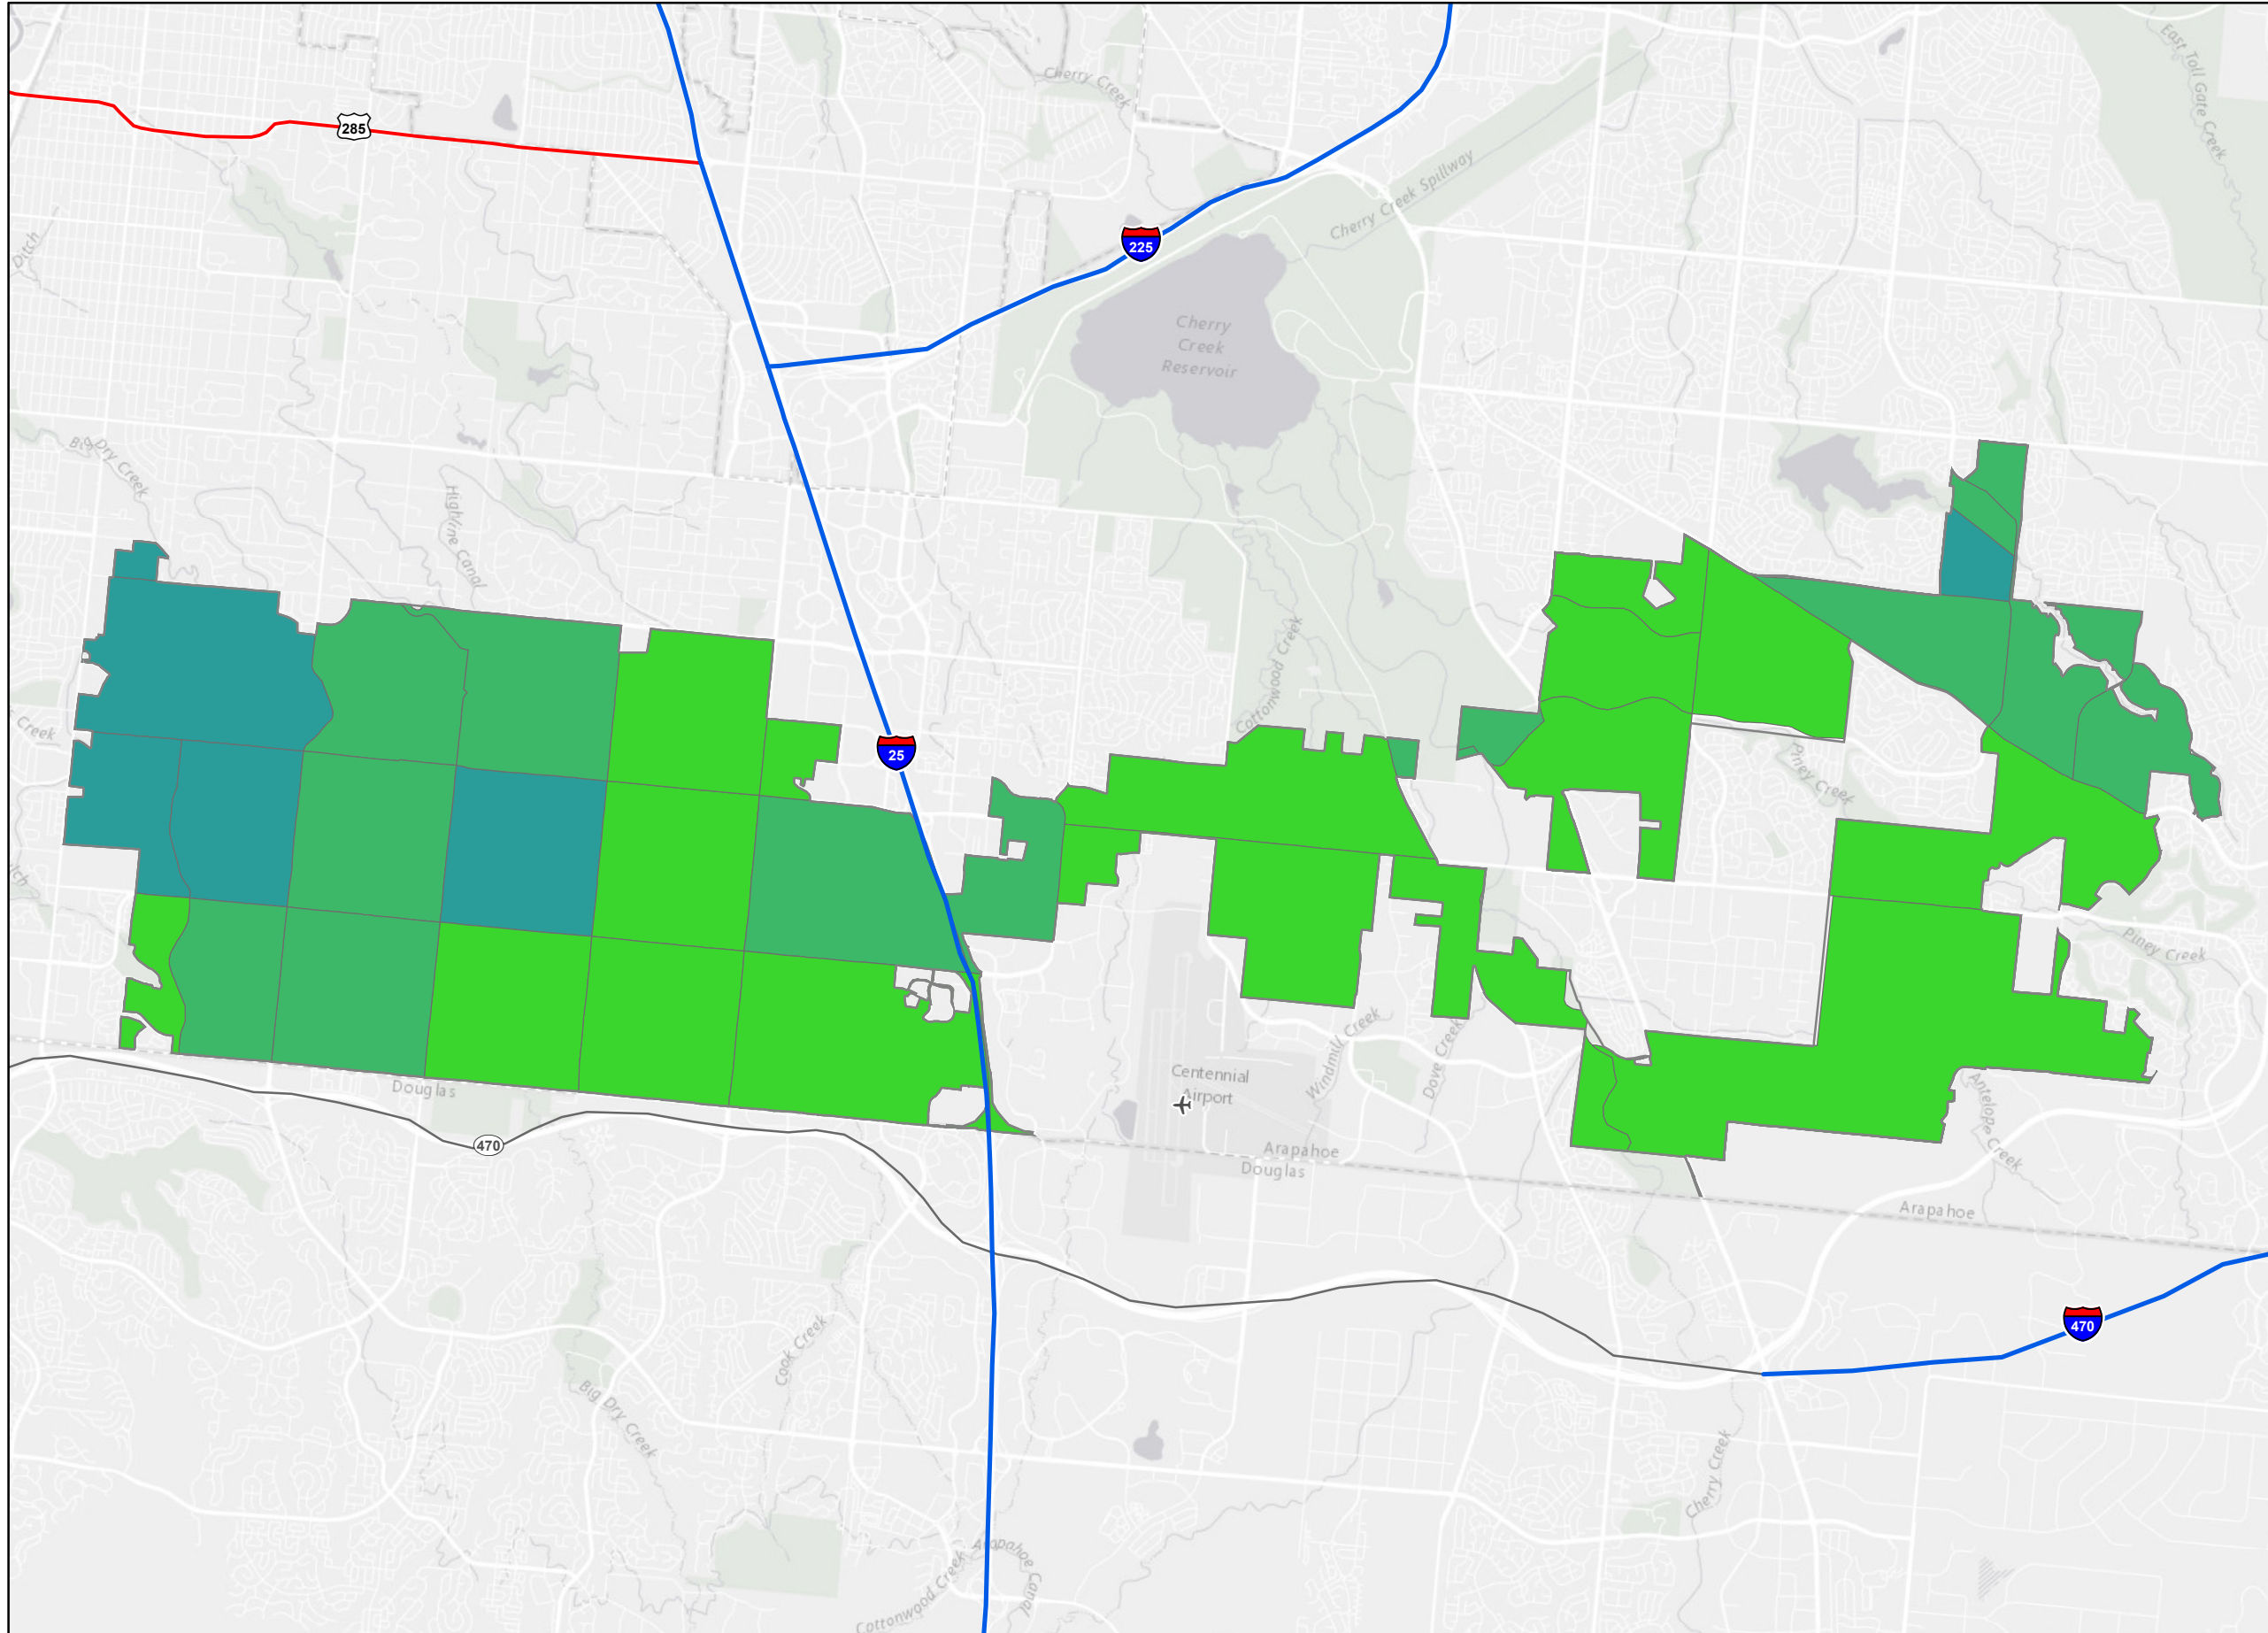 East Toll Gate Creek
Cherry Creek
285
Cherry Creek Spillway
225
Ditch
Cherry
Creek
Reservoir
Big Dry Creek
Highline Canal
Cottonwood Creek
Creek
25
Piney Creek
Piney Creek
Centennial
Airport
Windmill Creek
Dove Creek
Antelope Creek
Douglas
470
Arapahoe
Douglas
Arapahoe
470
Cook Creek
Big Dry Creek
Cherry Creek
Arapahoe Canal
Cottonwood Creek